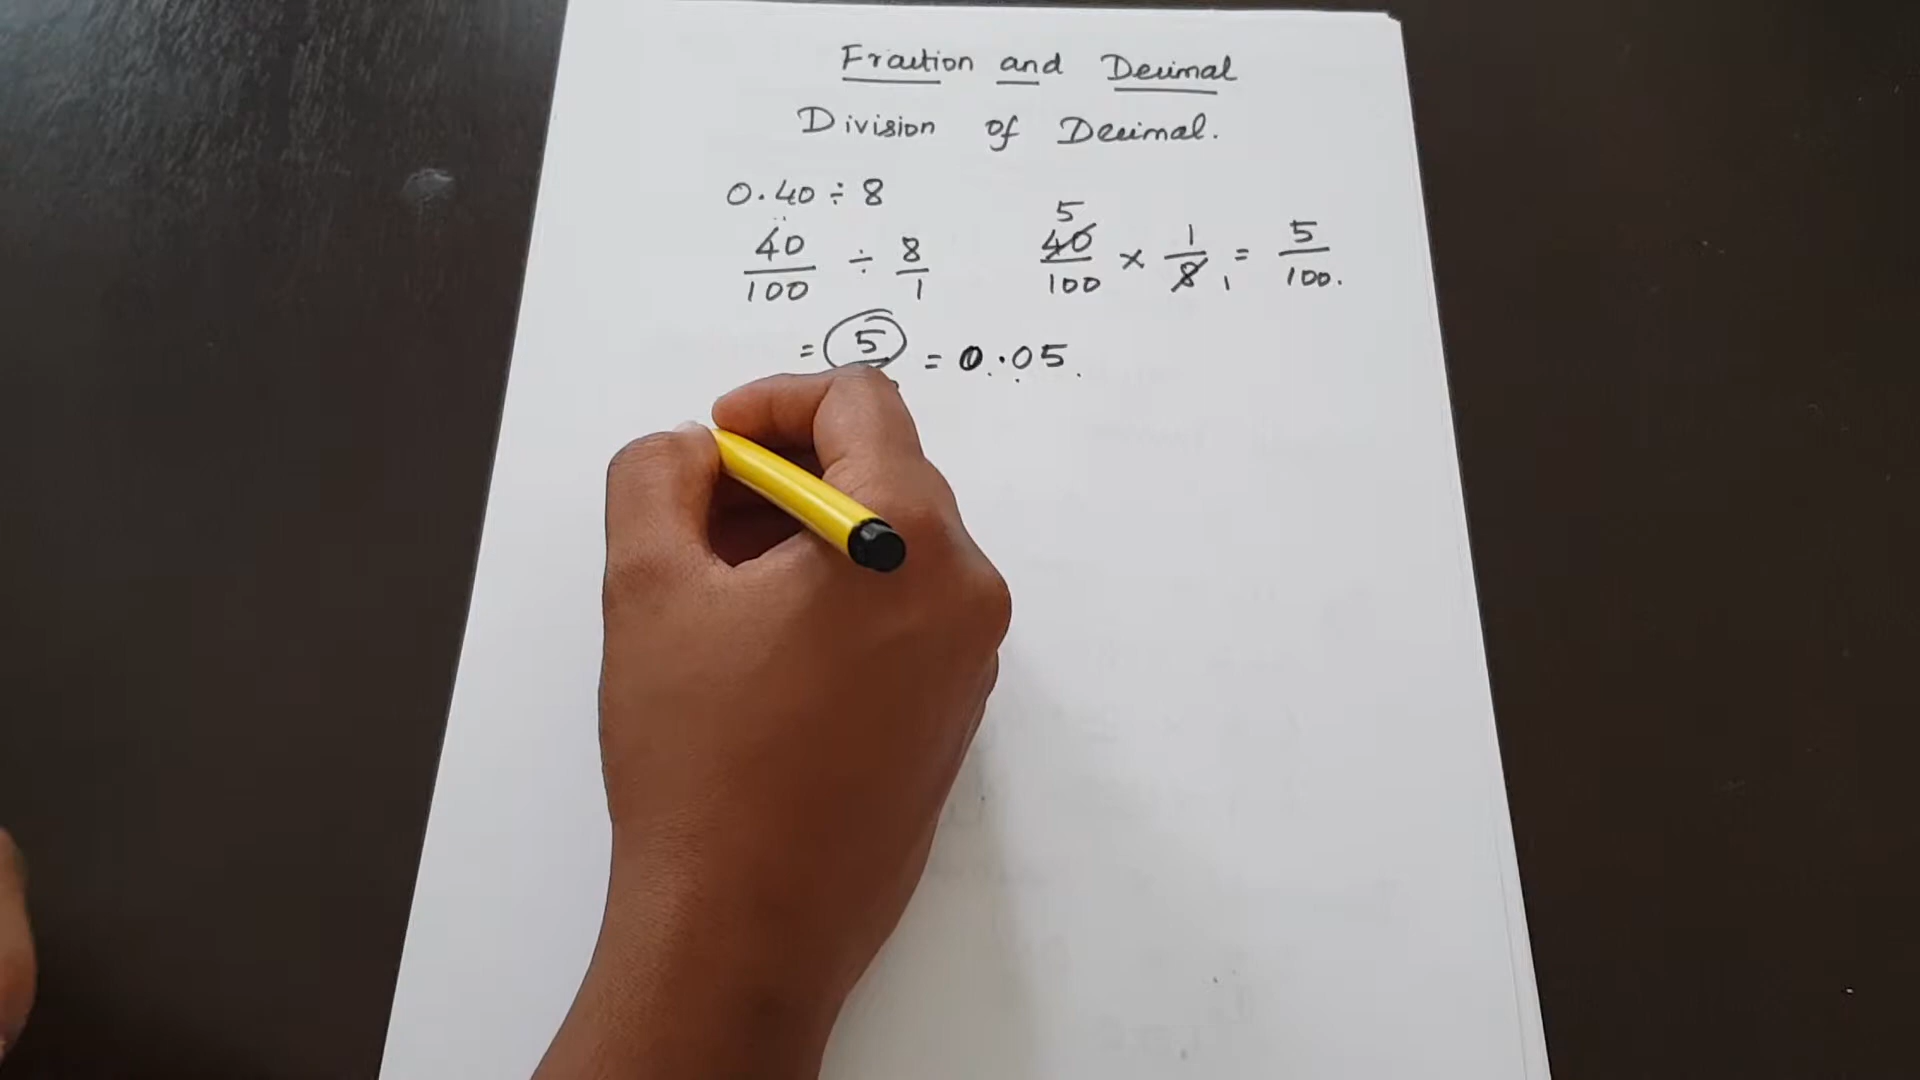 Fraction and Decimal
Division of Decimal.
0.40 ÷ 8
40/100 ÷ 8/1
5
40/100 × 1/8 1 = 5/100.
= 5 = 0.05